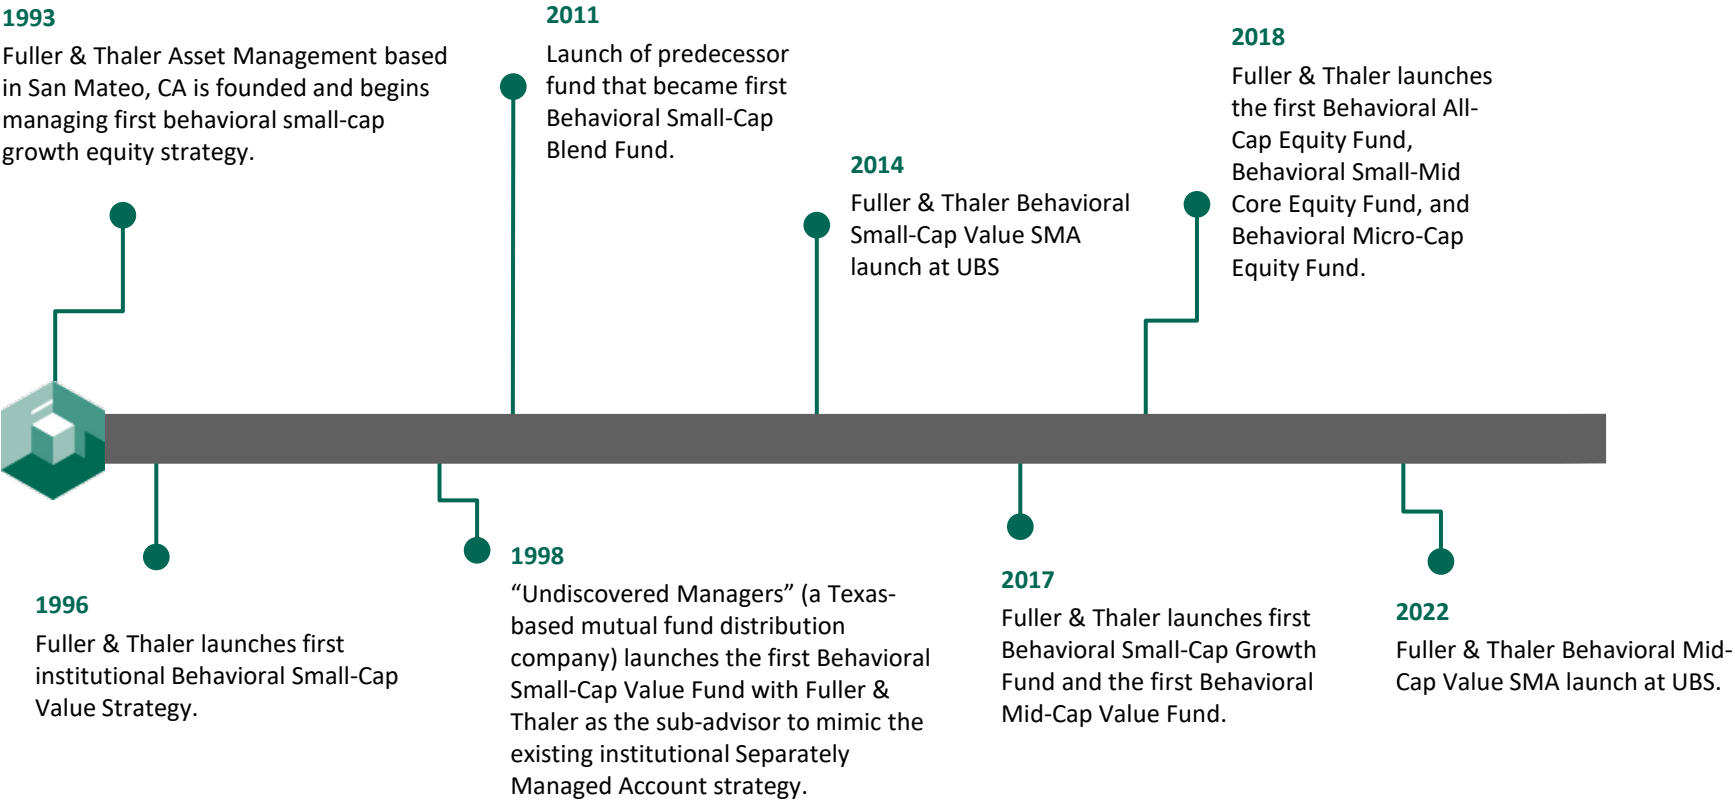 1993
Fuller & Thaler Asset Management based
in San Mateo, CA is founded and begins
managing first behavioral small-cap
growth equity strategy.
2011
Launch of predecessor
fund that became first
Behavioral Small-Cap
Blend Fund.
2014
Fuller & Thaler Behavioral
Small-Cap Value SMA
launch at UBS
2018
Fuller & Thaler launches
the first Behavioral All-
Cap Equity Fund,
Behavioral Small-Mid
Core Equity Fund, and
Behavioral Micro-Cap
Equity Fund.
1996
Fuller & Thaler launches first
institutional Behavioral Small-Cap
Value Strategy.
1998
“Undiscovered Managers” (a Texas-
based mutual fund distribution
company) launches the first Behavioral
Small-Cap Value Fund with Fuller &
Thaler as the sub-advisor to mimic the
existing institutional Separately
Managed Account strategy.
2017
Fuller & Thaler launches first
Behavioral Small-Cap Growth
Fund and the first Behavioral
Mid-Cap Value Fund.
2022
Fuller & Thaler Behavioral Mid-
Cap Value SMA launch at UBS.